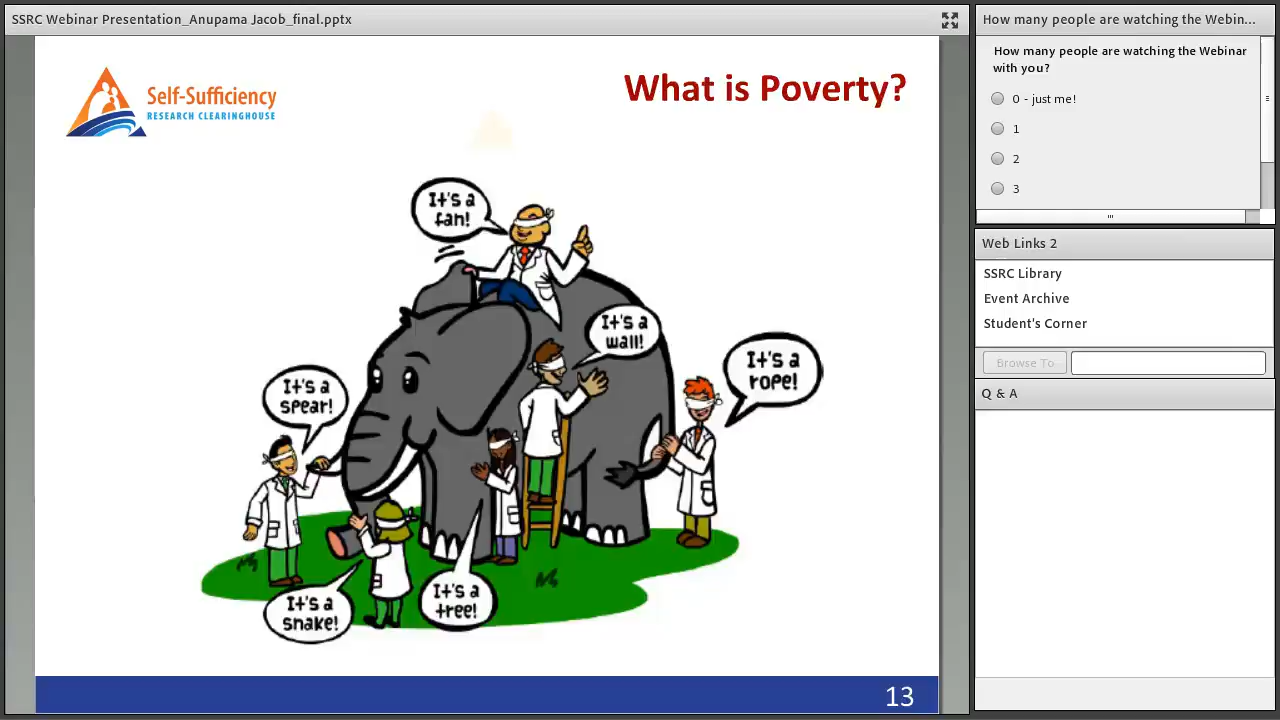 SSRC Webinar Presentation_Anupama Jacob_final.pptx
Self-Sufficiency
RESEARCH CLEARINGHOUSE
What is Poverty?
It's a
fan!
It's a
wall!
It's a
rope!
It's a
spear!
It's a
snake!
It's a
tree!
13
How many people are watching the Webin...
How many people are watching the Webinar
with you?
0 - just me!
1
2
3
Web Links 2
SSRC Library
Event Archive
Student's Corner
Browse To
Q & A